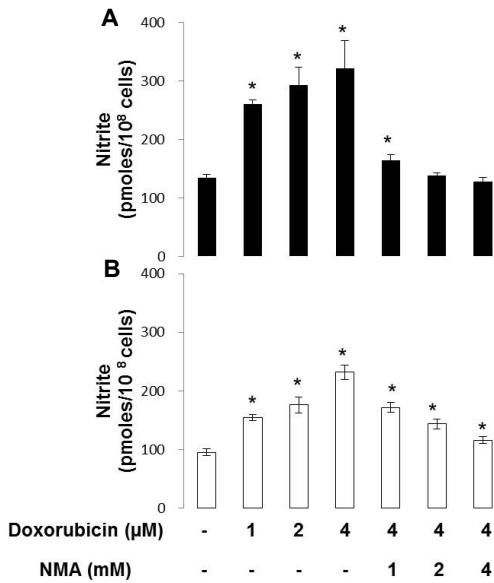 A
400
300
200
100
0
Nitrite
(pmoles/10⁸ cells)
* * * *
B
400
300
200
100
0
Nitrite
(pmoles/10 ⁸ cells)
* * * * * *
Doxorubicin (µM) - 1 2 4 4 4 4
NMA (mM) - - - - 1 2 4